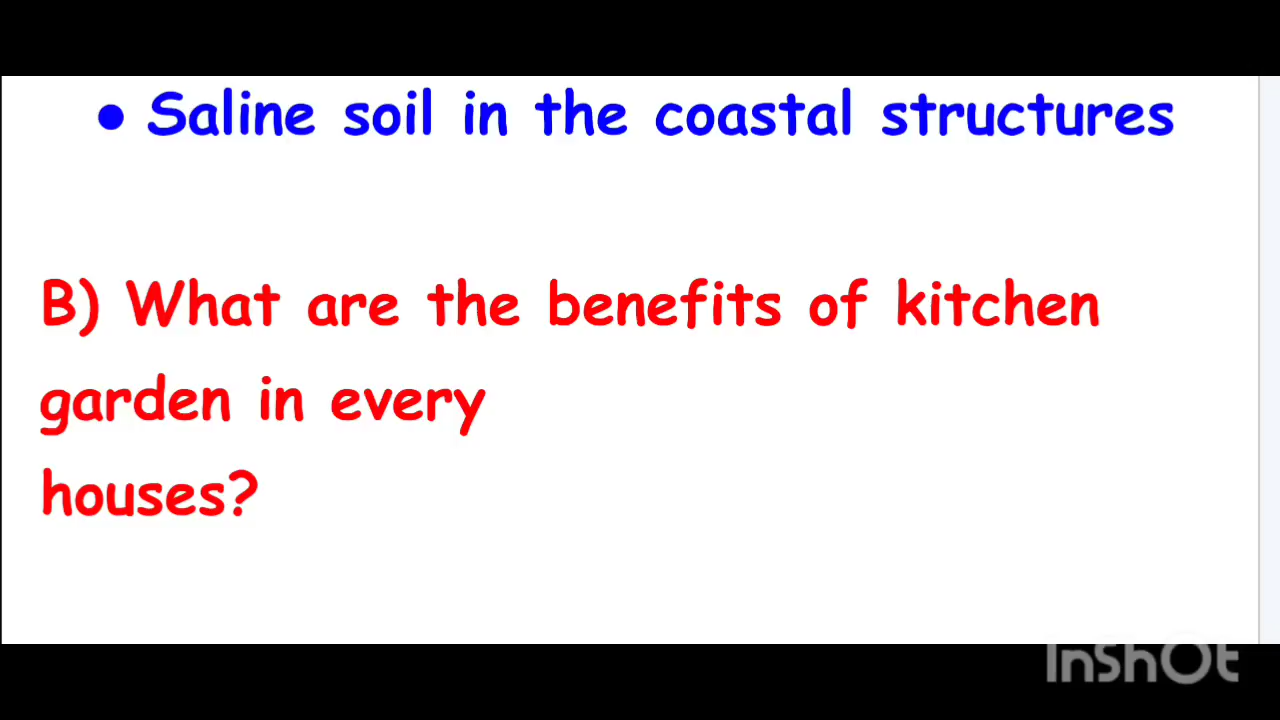 ● Saline soil in the coastal structures
B) What are the benefits of kitchen
garden in every
houses?
InShOt